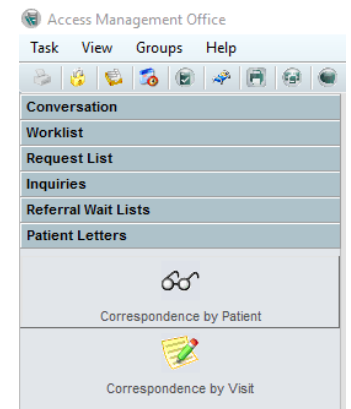 Access Management Office
Task View Groups Help
Conversation
Worklist
Request List
Inquiries
Referral Wait Lists
Patient Letters
Correspondence by Patient
Correspondence by Visit